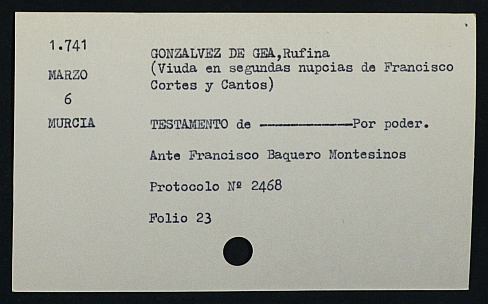 1.741
MARZO
6
MURCIA
GONZALVEZ DE GEA,Rufina
(Viuda en segundas nupcias de Francisco
Cortes y Cantos)
TESTAMENTO de ——————————Por poder.
Ante Francisco Baquero Montesinos
Protocolo Nº 2468
Folio 23